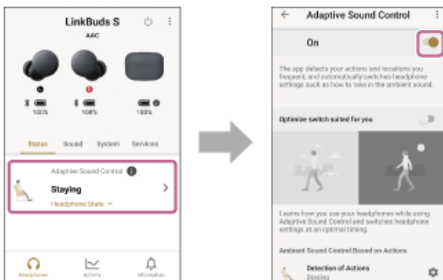 LinkBuds S
AAC
L
R
100%
100%
100%
Status Sound System Services
Adaptive Sound Control
Staying
Headphone State
Headphones
Activity
Information
Adaptive Sound Control
On
The app detects your actions and locations you
frequent, and automatically switches headphone
settings such as how to take in the ambient sound.
Optimize switch suited for you
Learns how you use your headphones while using
Adaptive Sound Control and switches headphone
settings at an optimal timing.
Ambient Sound Control Based on Actions
Detection of Actions
Staying